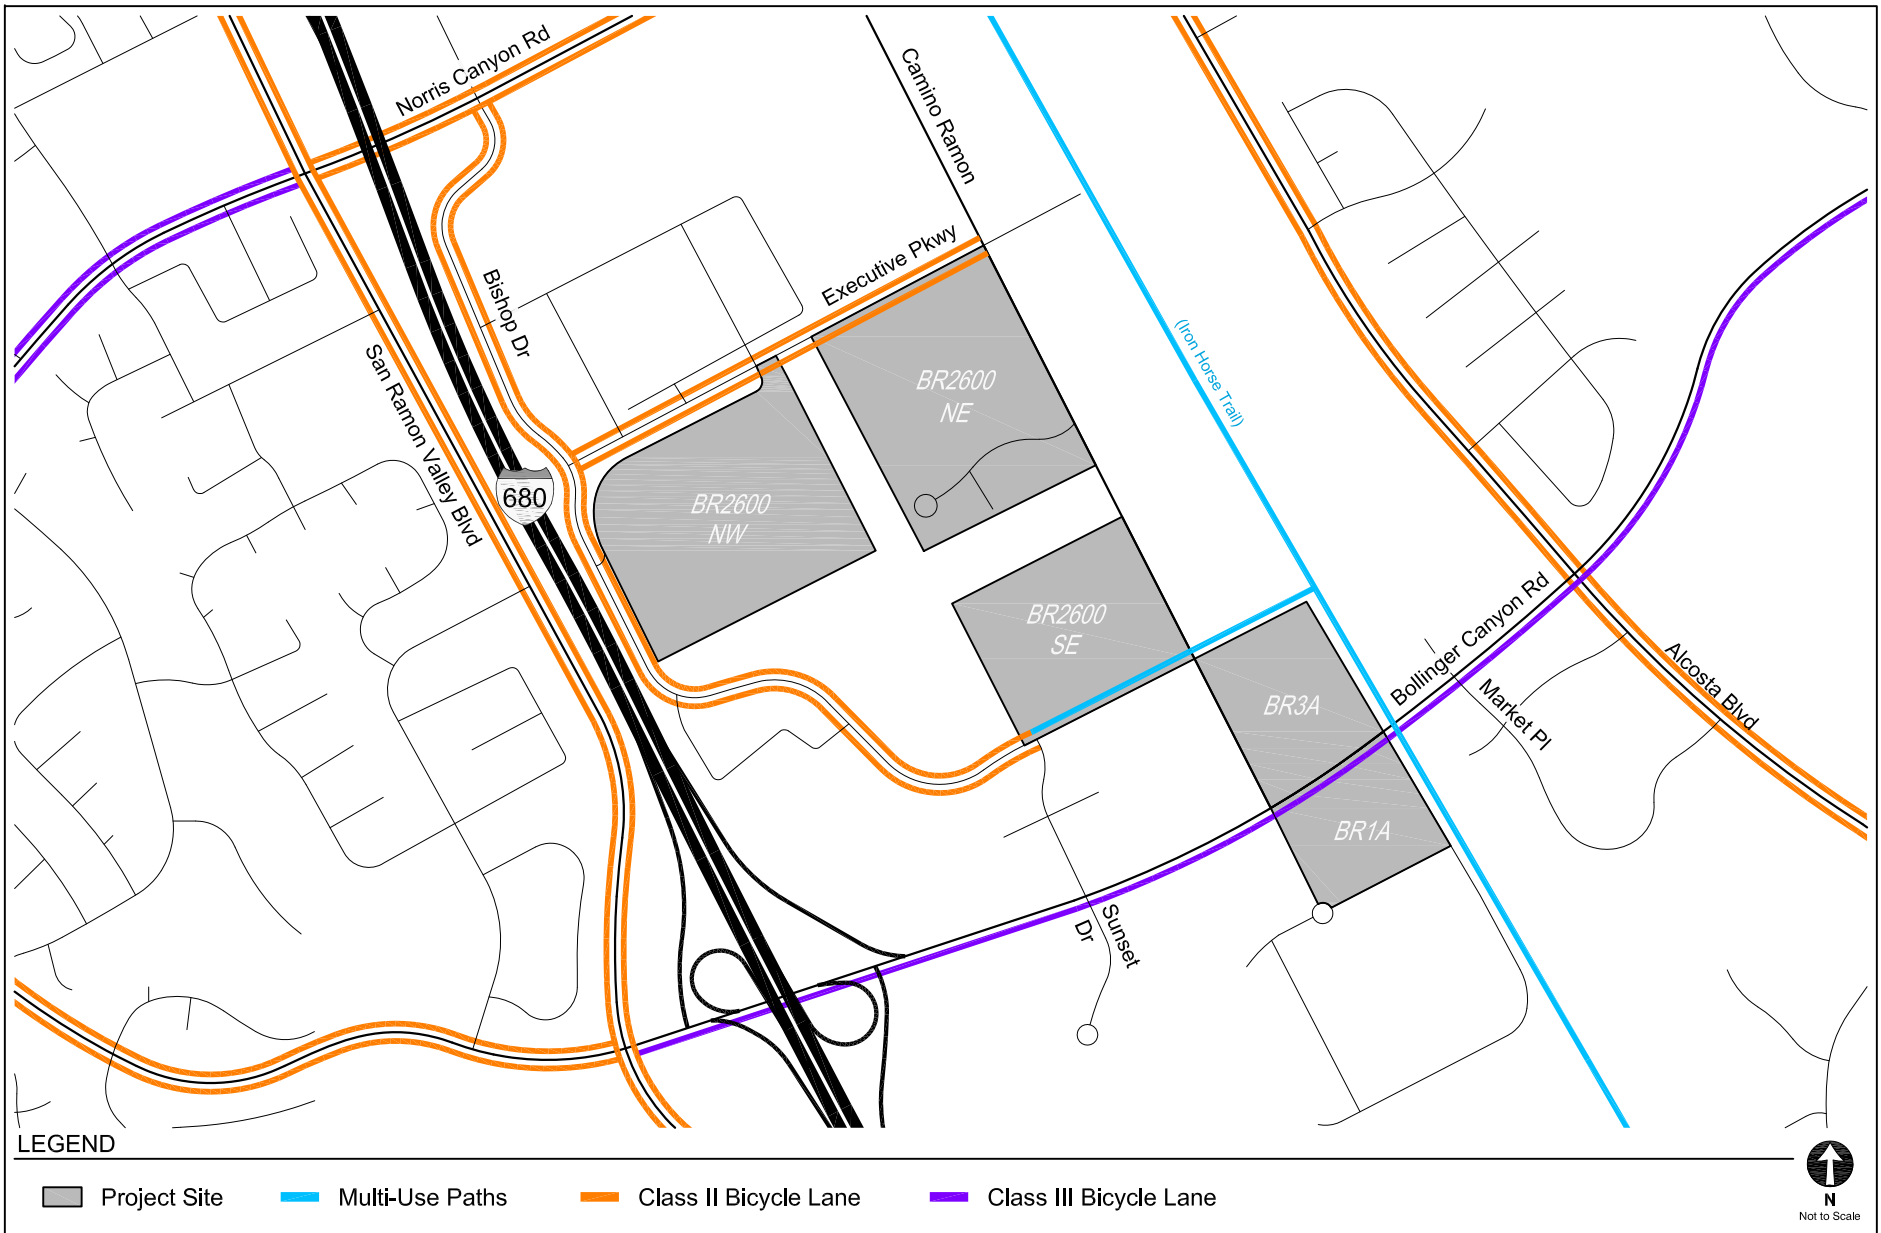 Norris Canyon Rd
Camino Ramon
Executive Pkwy
Bishop Dr
(Iron Horse Trail)
San Ramon Valley Blvd
BR2600
NE
680
BR2600
NW
BR2600
SE
Bollinger Canyon Rd
Alcosta Blvd
Market Pl
BR3A
BR1A
Sunset
Dr
LEGEND
Project Site
Multi-Use Paths
Class II Bicycle Lane
Class III Bicycle Lane
N
Not to Scale